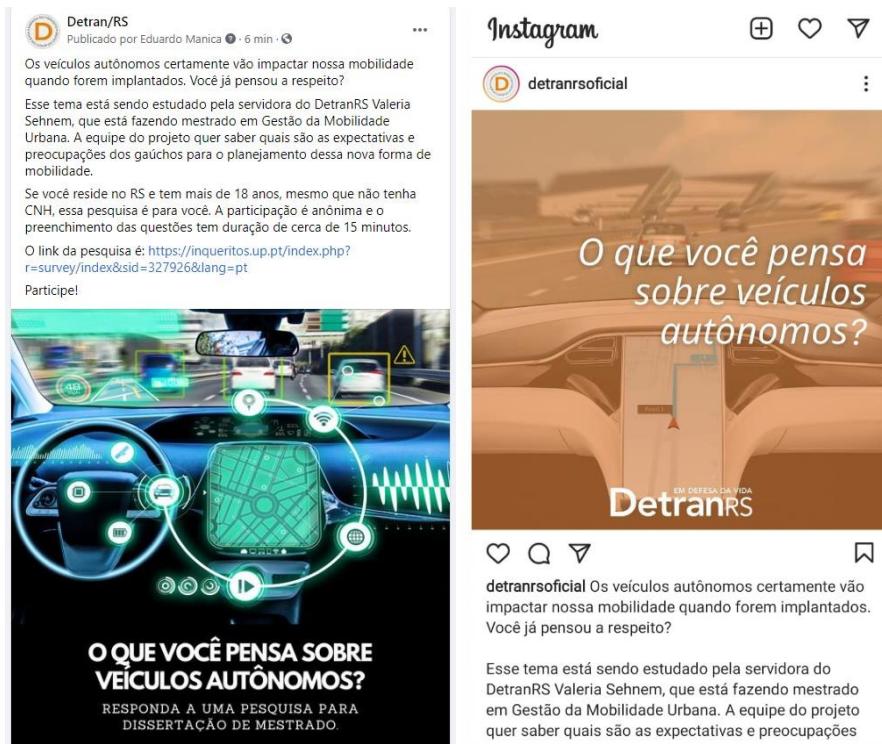 Detran/RS
Publicado por Eduardo Manica · 6 min ·
Os veículos autônomos certamente vão impactar nossa mobilidade
quando forem implantados. Você já pensou a respeito?
Esse tema está sendo estudado pela servidora do DetranRS Valeria
Sehnem, que está fazendo mestrado em Gestão da Mobilidade
Urbana. A equipe do projeto quer saber quais são as expectativas e
preocupações dos gaúchos para o planejamento dessa nova forma de
mobilidade.
Se você reside no RS e tem mais de 18 anos, mesmo que não tenha
CNH, essa pesquisa é para você. A participação é anônima e o
preenchimento das questões tem duração de cerca de 15 minutos.
O link da pesquisa é: https://inqueritos.up.pt/index.php?
r=survey/index&sid=327926&lang=pt
Participe!
48
O QUE VOCÊ PENSA SOBRE
VEÍCULOS AUTÔNOMOS?
RESPONDA A UMA PESQUISA PARA
DISSERTAÇÃO DE MESTRADO.
Instagram
detranrsoficial
O que você pensa
sobre veículos
autônomos?
EM DEFESA DA VIDA
DetranRS
detranrsoficial Os veículos autônomos certamente vão
impactar nossa mobilidade quando forem implantados.
Você já pensou a respeito?
Esse tema está sendo estudado pela servidora do
DetranRS Valeria Sehnem, que está fazendo mestrado
em Gestão da Mobilidade Urbana. A equipe do projeto
quer saber quais são as expectativas e preocupações